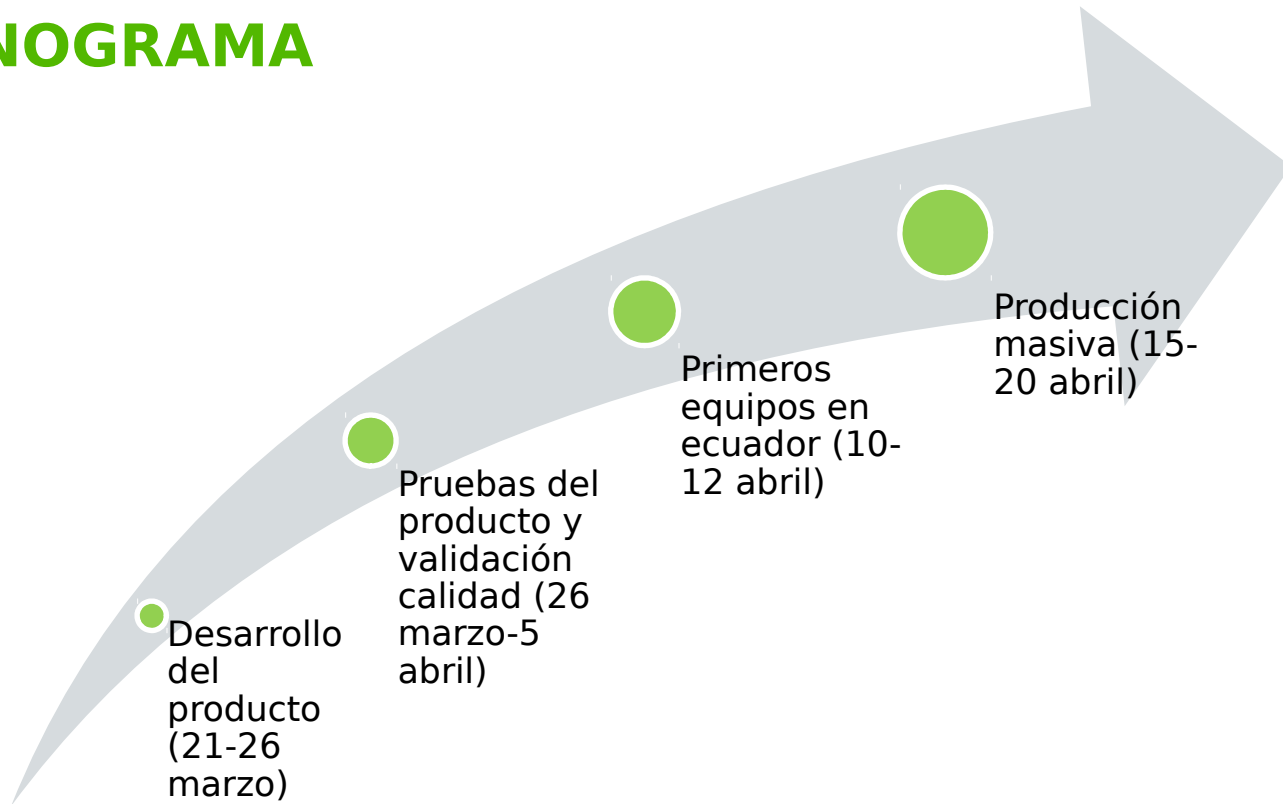 NOGRAMA
Desarrollo
del
producto
(21-26
marzo)
Pruebas del
producto y
validación
calidad (26
marzo-5
abril)
Primeros
equipos en
ecuador (10-
12 abril)
Producción
masiva (15-
20 abril)